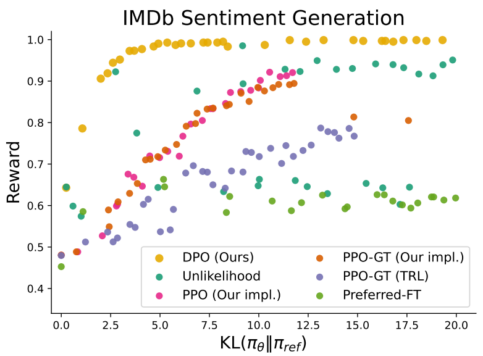 IMDb Sentiment Generation
1.0
0.9
0.8
0.7
0.6
0.5
0.4
Reward
DPO (Ours)
Unlikelihood
PPO (Our impl.)
PPO-GT (Our impl.)
PPO-GT (TRL)
Preferred-FT
0.0 2.5 5.0 7.5 10.0 12.5 15.0 17.5 20.0
KL(πθ‖πref)